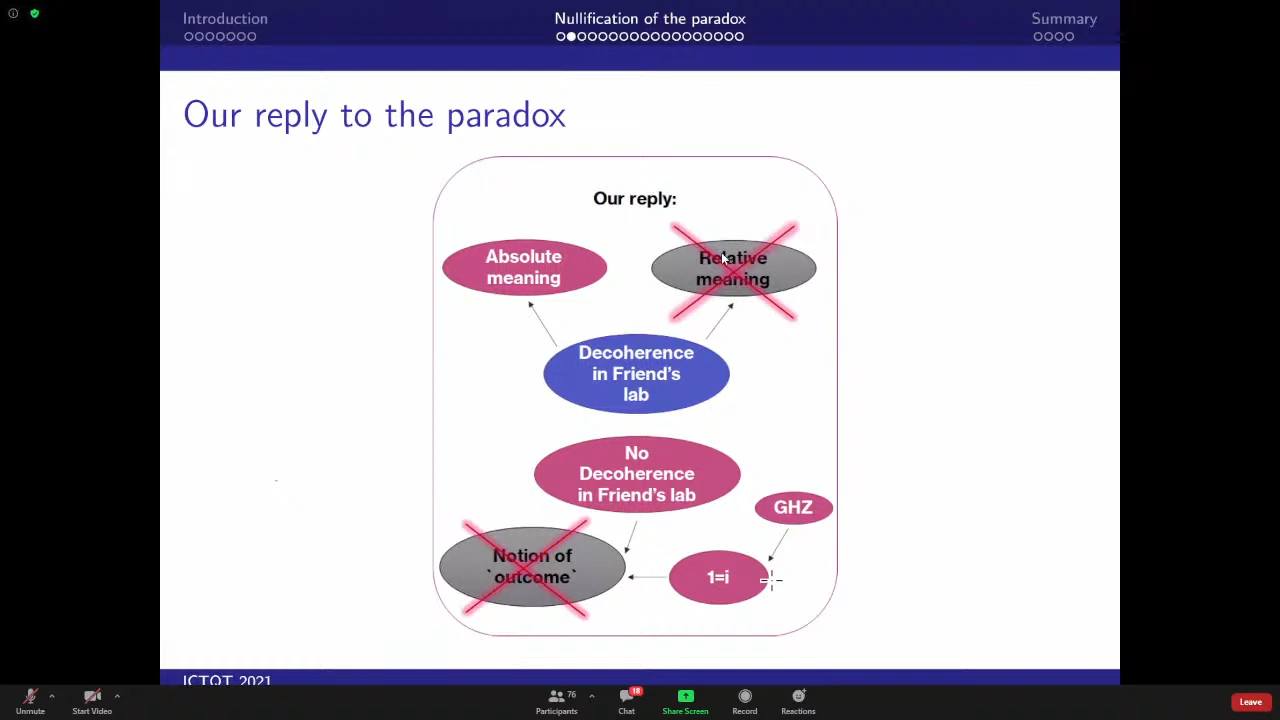 Introduction
Nullification of the paradox
Summary
Our reply to the paradox
Our reply:
Absolute
meaning
Relative
meaning
Decoherence
in Friend's
lab
No
Decoherence
in Friend's lab
GHZ
Notion of
`outcome`
1=i
ICTQT 2021
Unmute
Start Video
76
Participants
18
Chat
Share Screen
Record
Reactions
Leave